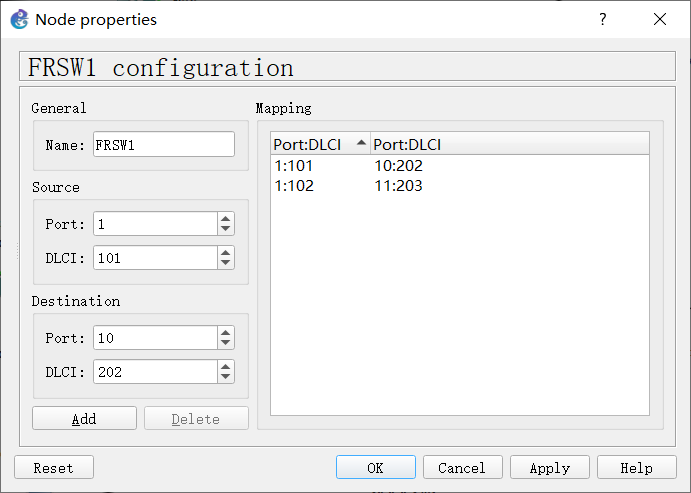 Node properties
FRSW1 configuration
General
Name: FRSW1
Source
Port: 1
DLCI: 101
Destination
Port: 10
DLCI: 202
Add Delete
Mapping
Port:DLCI Port:DLCI
1:101 10:202
1:102 11:203
Reset OK Cancel Apply Help